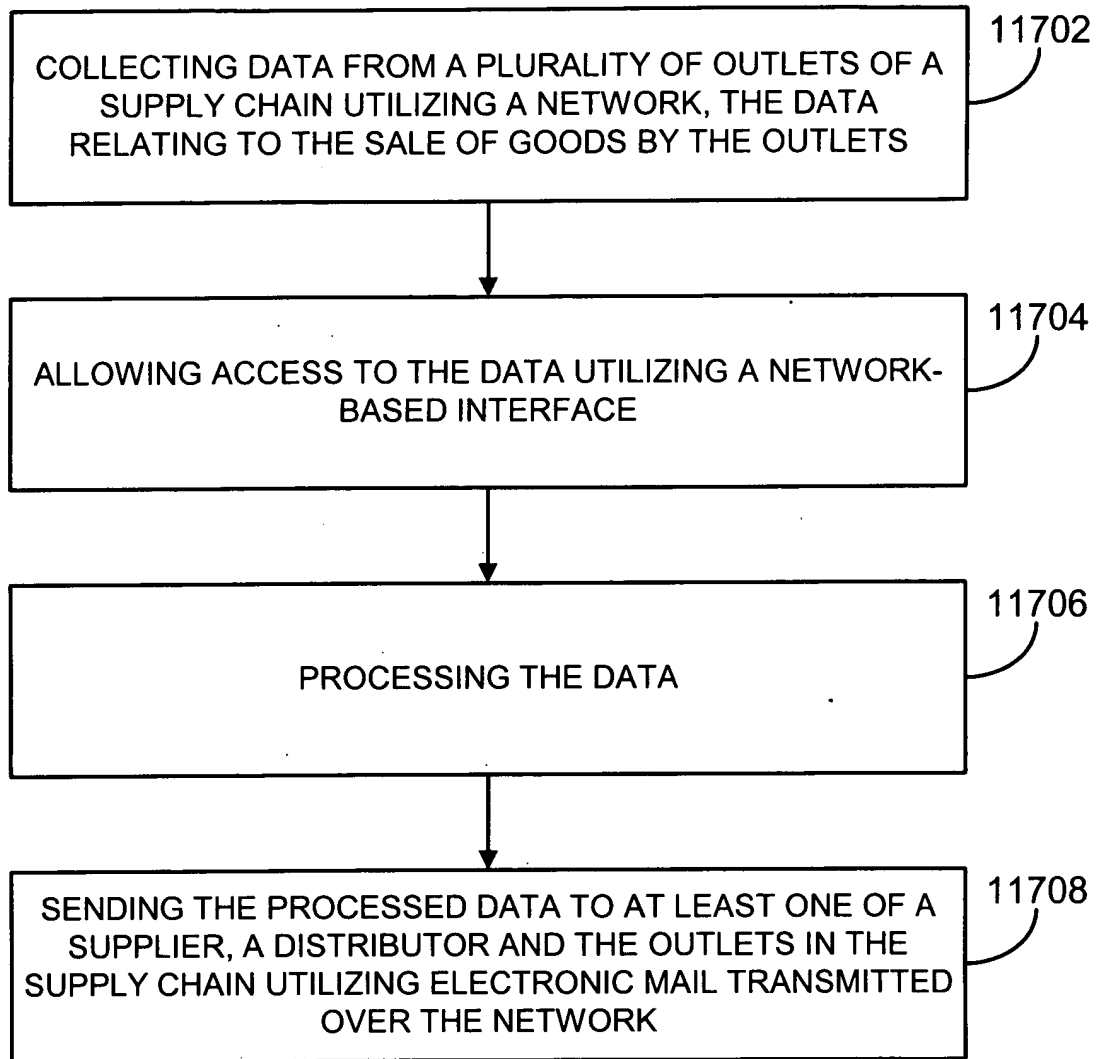 11702
COLLECTING DATA FROM A PLURALITY OF OUTLETS OF A
SUPPLY CHAIN UTILIZING A NETWORK, THE DATA
RELATING TO THE SALE OF GOODS BY THE OUTLETS
11704
ALLOWING ACCESS TO THE DATA UTILIZING A NETWORK-
BASED INTERFACE
11706
PROCESSING THE DATA
11708
SENDING THE PROCESSED DATA TO AT LEAST ONE OF A
SUPPLIER, A DISTRIBUTOR AND THE OUTLETS IN THE
SUPPLY CHAIN UTILIZING ELECTRONIC MAIL TRANSMITTED
OVER THE NETWORK